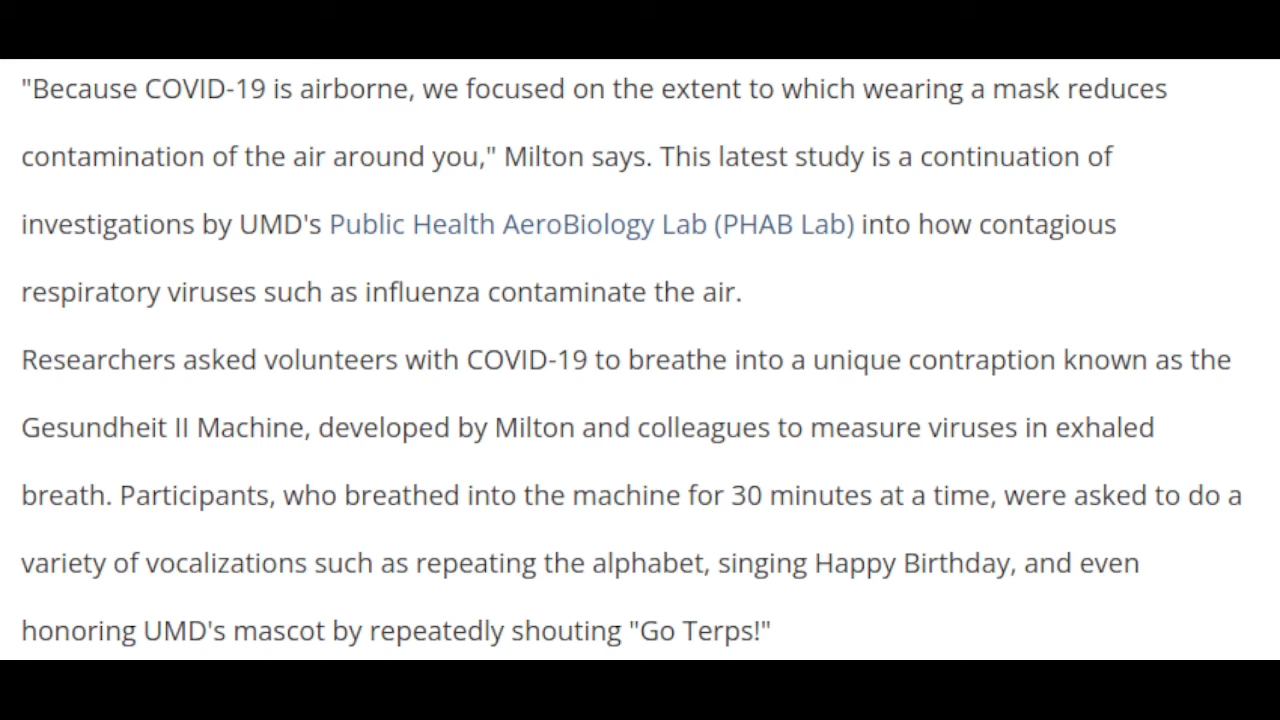 "Because COVID-19 is airborne, we focused on the extent to which wearing a mask reduces
contamination of the air around you," Milton says. This latest study is a continuation of
investigations by UMD's Public Health AeroBiology Lab (PHAB Lab) into how contagious
respiratory viruses such as influenza contaminate the air.
Researchers asked volunteers with COVID-19 to breathe into a unique contraption known as the
Gesundheit II Machine, developed by Milton and colleagues to measure viruses in exhaled
breath. Participants, who breathed into the machine for 30 minutes at a time, were asked to do a
variety of vocalizations such as repeating the alphabet, singing Happy Birthday, and even
honoring UMD's mascot by repeatedly shouting "Go Terps!"